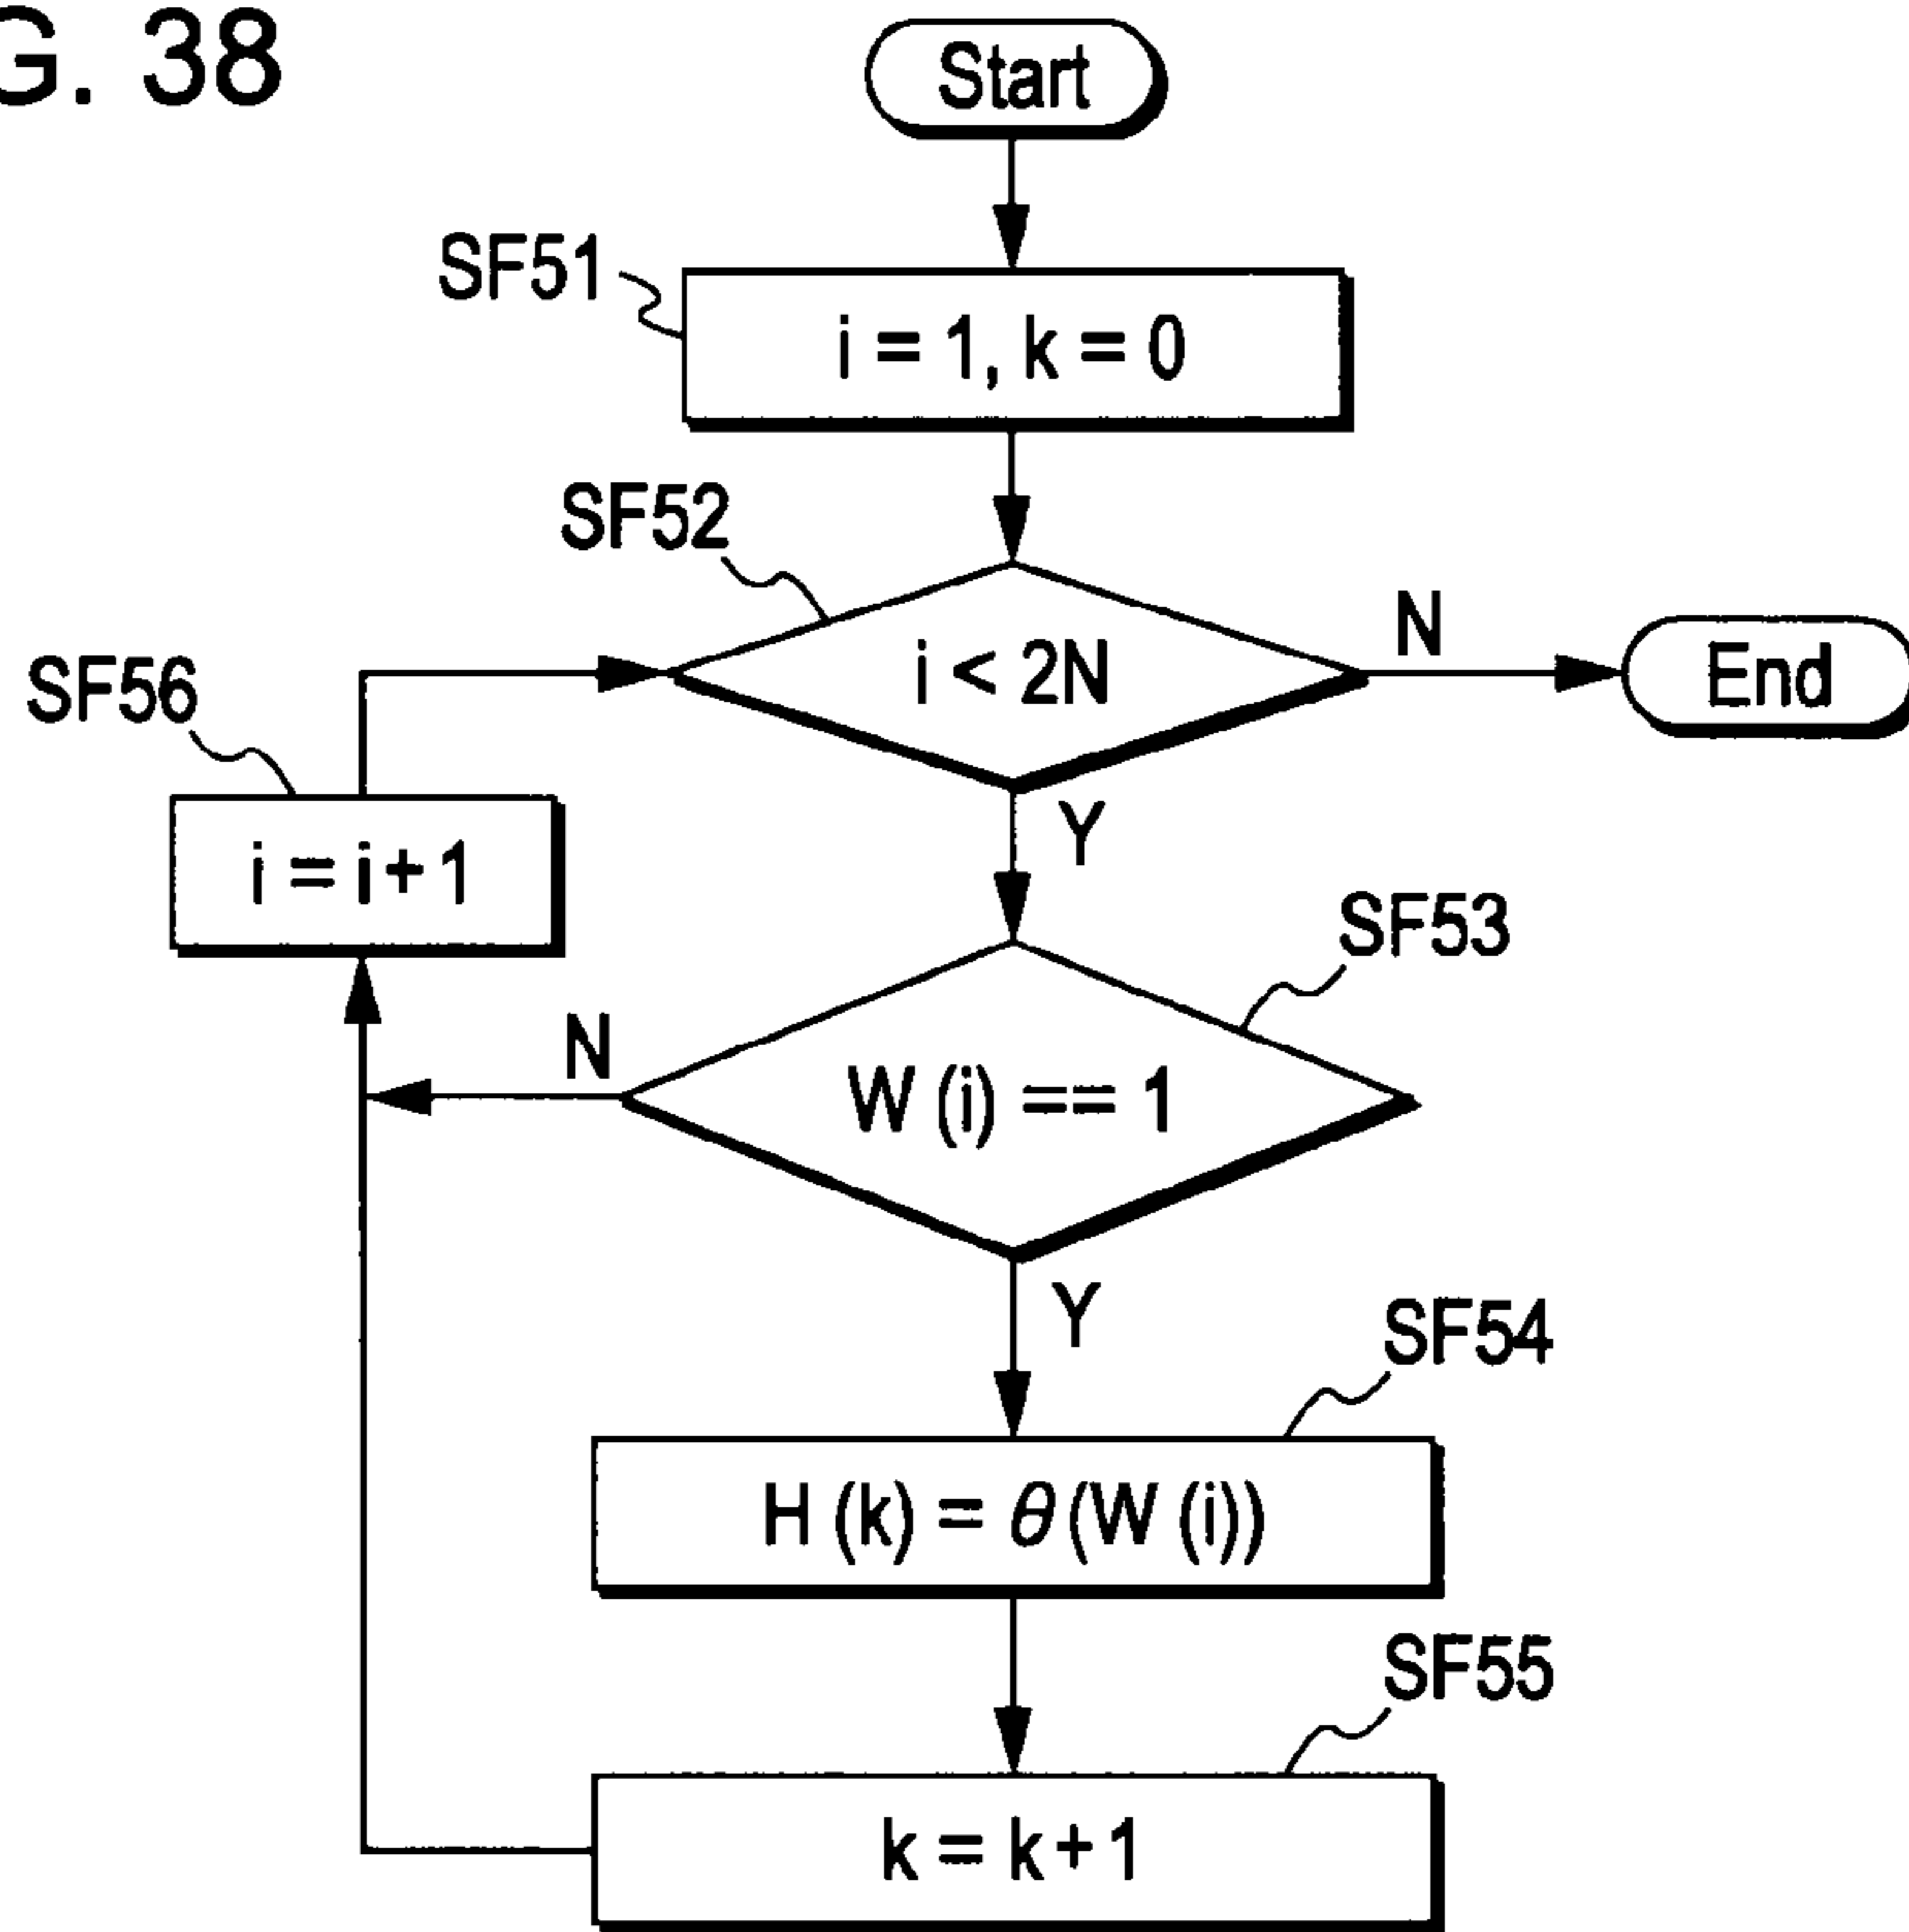 G. 38
Start
SF51
i = 1, k = 0
SF52
i < 2N
N
End
SF56
i = i + 1
Y
SF53
N
W (i) == 1
Y
SF54
H (k) = θ (W (i))
SF55
k = k + 1